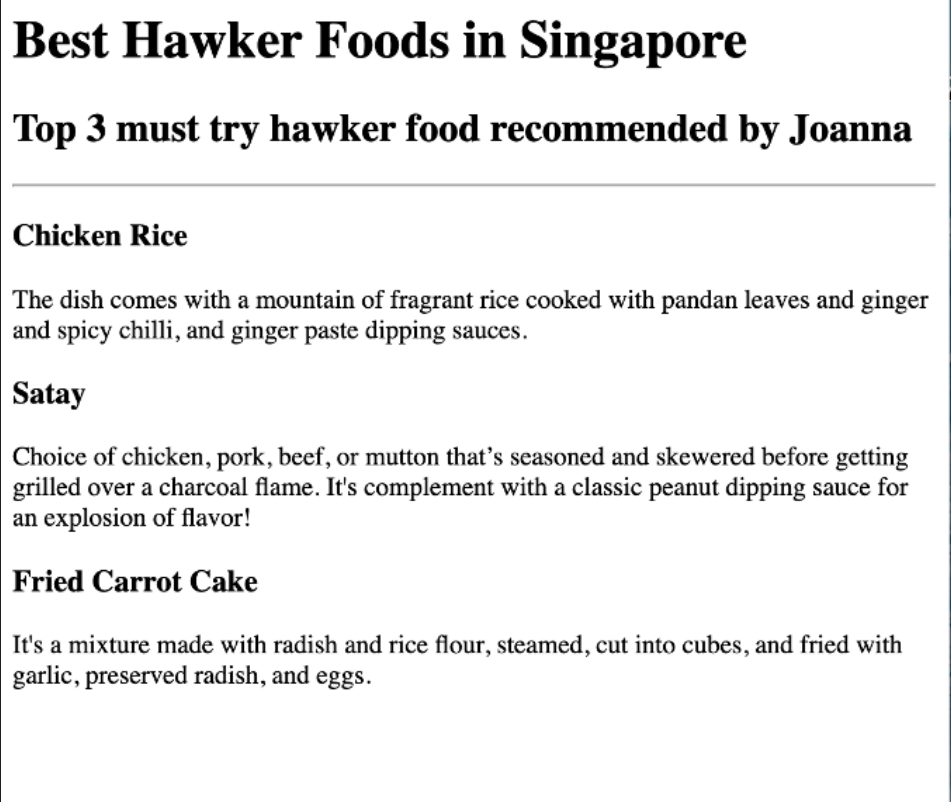 Best Hawker Foods in Singapore
Top 3 must try hawker food recommended by Joanna
Chicken Rice
The dish comes with a mountain of fragrant rice cooked with pandan leaves and ginger
and spicy chilli, and ginger paste dipping sauces.
Satay
Choice of chicken, pork, beef, or mutton that’s seasoned and skewered before getting
grilled over a charcoal flame. It's complement with a classic peanut dipping sauce for
an explosion of flavor!
Fried Carrot Cake
It's a mixture made with radish and rice flour, steamed, cut into cubes, and fried with
garlic, preserved radish, and eggs.